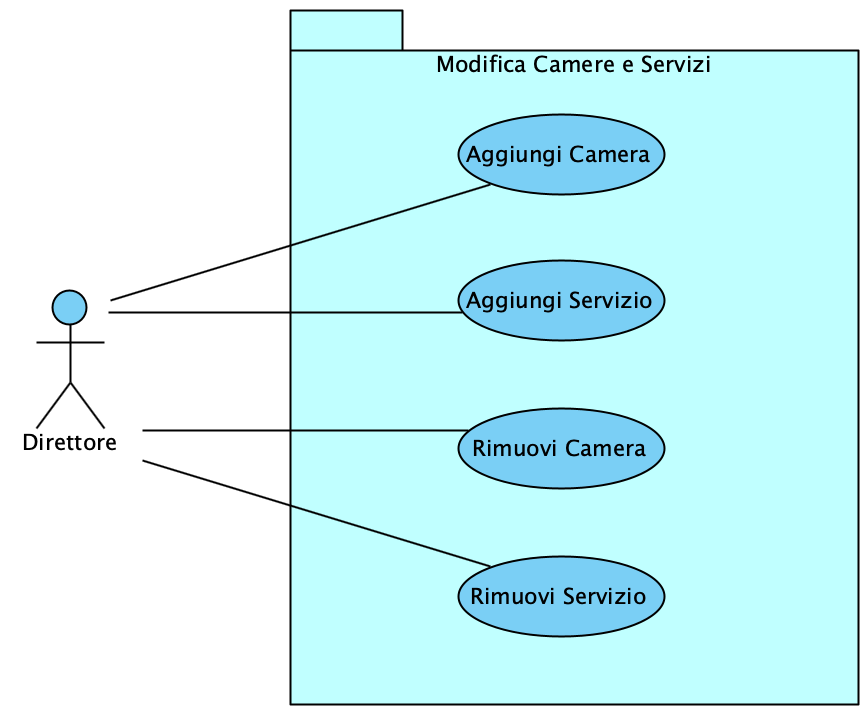 Modifica Camere e Servizi
Aggiungi Camera
Aggiungi Servizio
Direttore
Rimuovi Camera
Rimuovi Servizio